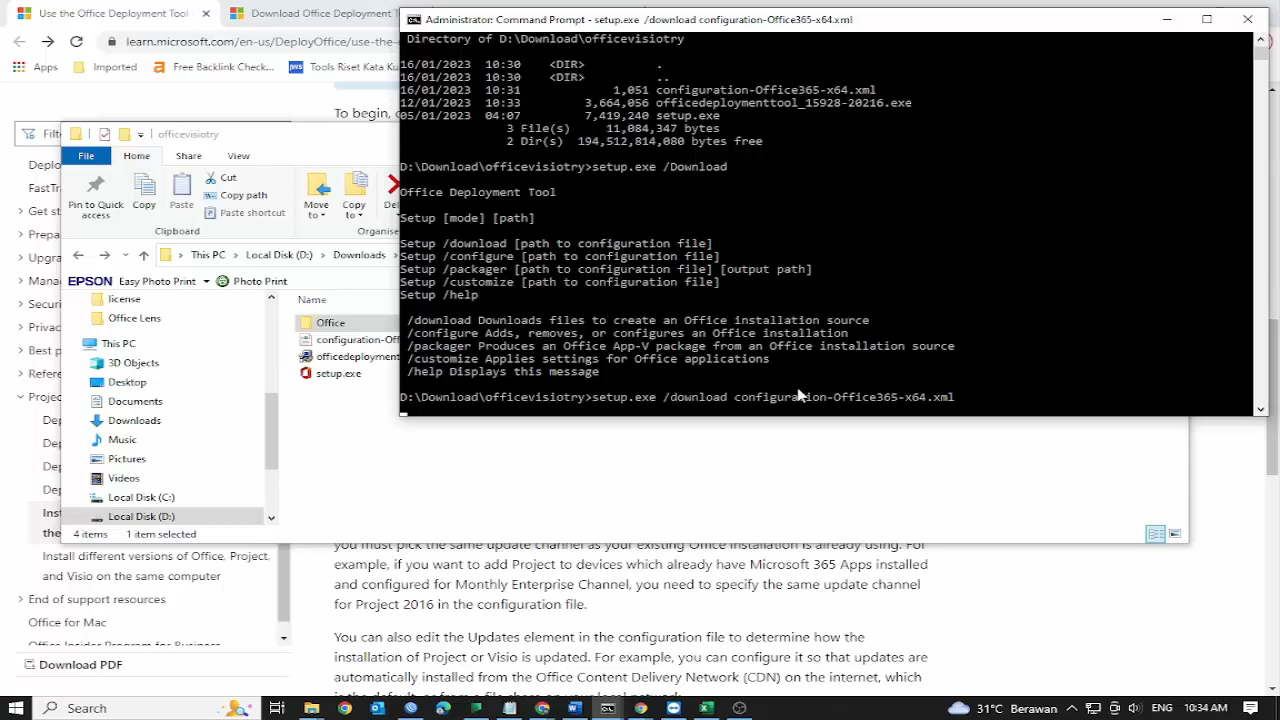 Use the Office Deployment Tool
Download Office Deployment T
learn.microsoft.com/en-us/DeployOffice/use-the-o
Apps
Imported
Free Backlink Check...
Tools Riset Kata Ku
Administrator: Command Prompt - setup.exe /download configuration-Office365-x64.xml
Directory of D:\Download\officevisiotry
16/01/2023 10:30 <DIR> .
16/01/2023 10:30 <DIR> ..
16/01/2023 10:31 1,051 configuration-Office365-x64.xml
12/01/2023 10:33 3,664,056 officedeploymenttool_15928-20216.exe
05/01/2023 04:07 7,419,240 setup.exe
3 File(s) 11,084,347 bytes
2 Dir(s) 194,512,814,080 bytes free
D:\Download\officevisiotry>setup.exe /Download
Office Deployment Tool
Setup [mode] [path]
Setup /download [path to configuration file]
Setup /configure [path to configuration file]
Setup /packager [path to configuration file] [output path]
Setup /customize [path to configuration file]
Setup /help
/download Downloads files to create an Office installation source
/configure Adds, removes, or configures an Office installation
/packager Produces an Office App-V package from an Office installation source
/customize Applies settings for Office applications
/help Displays this message
D:\Download\officevisiotry>setup.exe /download configuration-Office365-x64.xml
To begin,
Filt
Deplo
FastTr
Get st
Prepa
Upgra
Mana
Securi
Privac
Best p
Refere
Projec
Dep
Dep
Dep
Dep
Inst
the
officevisiotry
File
Home
Share
View
Pin to Quick access
Copy
Paste
Cut
Copy path
Paste shortcut
Clipboard
Move to
Copy to
Del
Organise
This PC
Local Disk (D:)
Downloads
EPSON
Easy Photo Print
Photo Print
license
Office Lens
This PC
3D Objects
Desktop
Documents
Downloads
Music
Pictures
Videos
Local Disk (C:)
Local Disk (D:)
Name
Office
configuration-Off
officedeployment
setup.exe
4 items
1 item selected
Install different versions of Office, Project,
and Visio on the same computer
End of support resources
Office for Mac
Office Insider Program for Business
Download PDF
you must pick the same update channel as your existing Office installation is already using. For
example, if you want to add Project to devices which already have Microsoft 365 Apps installed
and configured for Monthly Enterprise Channel, you need to specify the same update channel
for Project 2016 in the configuration file.
You can also edit the Updates element in the configuration file to determine how the
installation of Project or Visio is updated. For example, you can configure it so that updates are
automatically installed from the Office Content Delivery Network (CDN) on the internet, which
is the default, or from a file share on your local network.
Search
31°C Berawan
ENG
10:34 AM